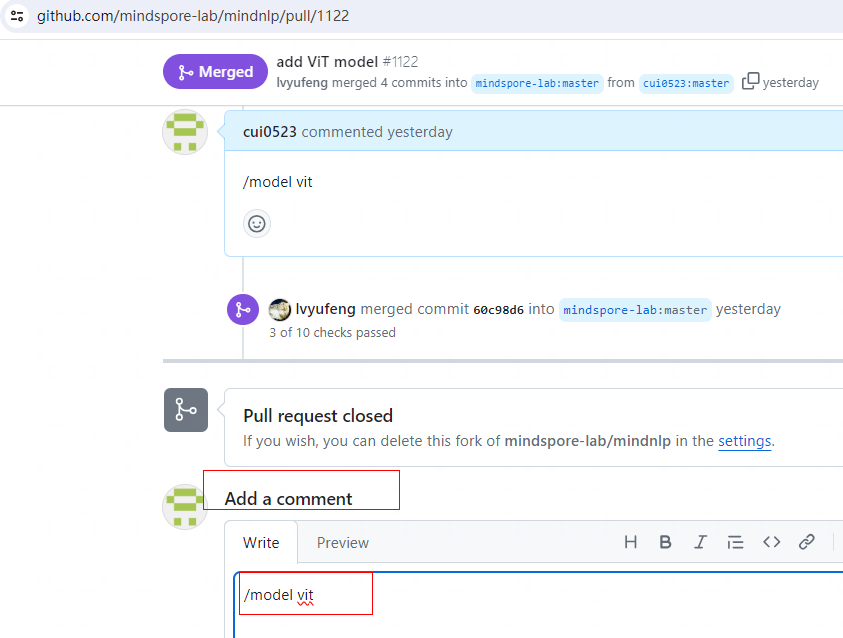 github.com/mindspore-lab/mindnlp/pull/1122
Merged
add ViT model #1122
lvyufeng merged 4 commits into mindspore-lab:master from cui0523:master yesterday
cui0523 commented yesterday
/model vit
lvyufeng merged commit 60c98d6 into mindspore-lab:master yesterday
3 of 10 checks passed
Pull request closed
If you wish, you can delete this fork of mindspore-lab/mindnlp in the settings.
Add a comment
Write Preview H B I
/model vit